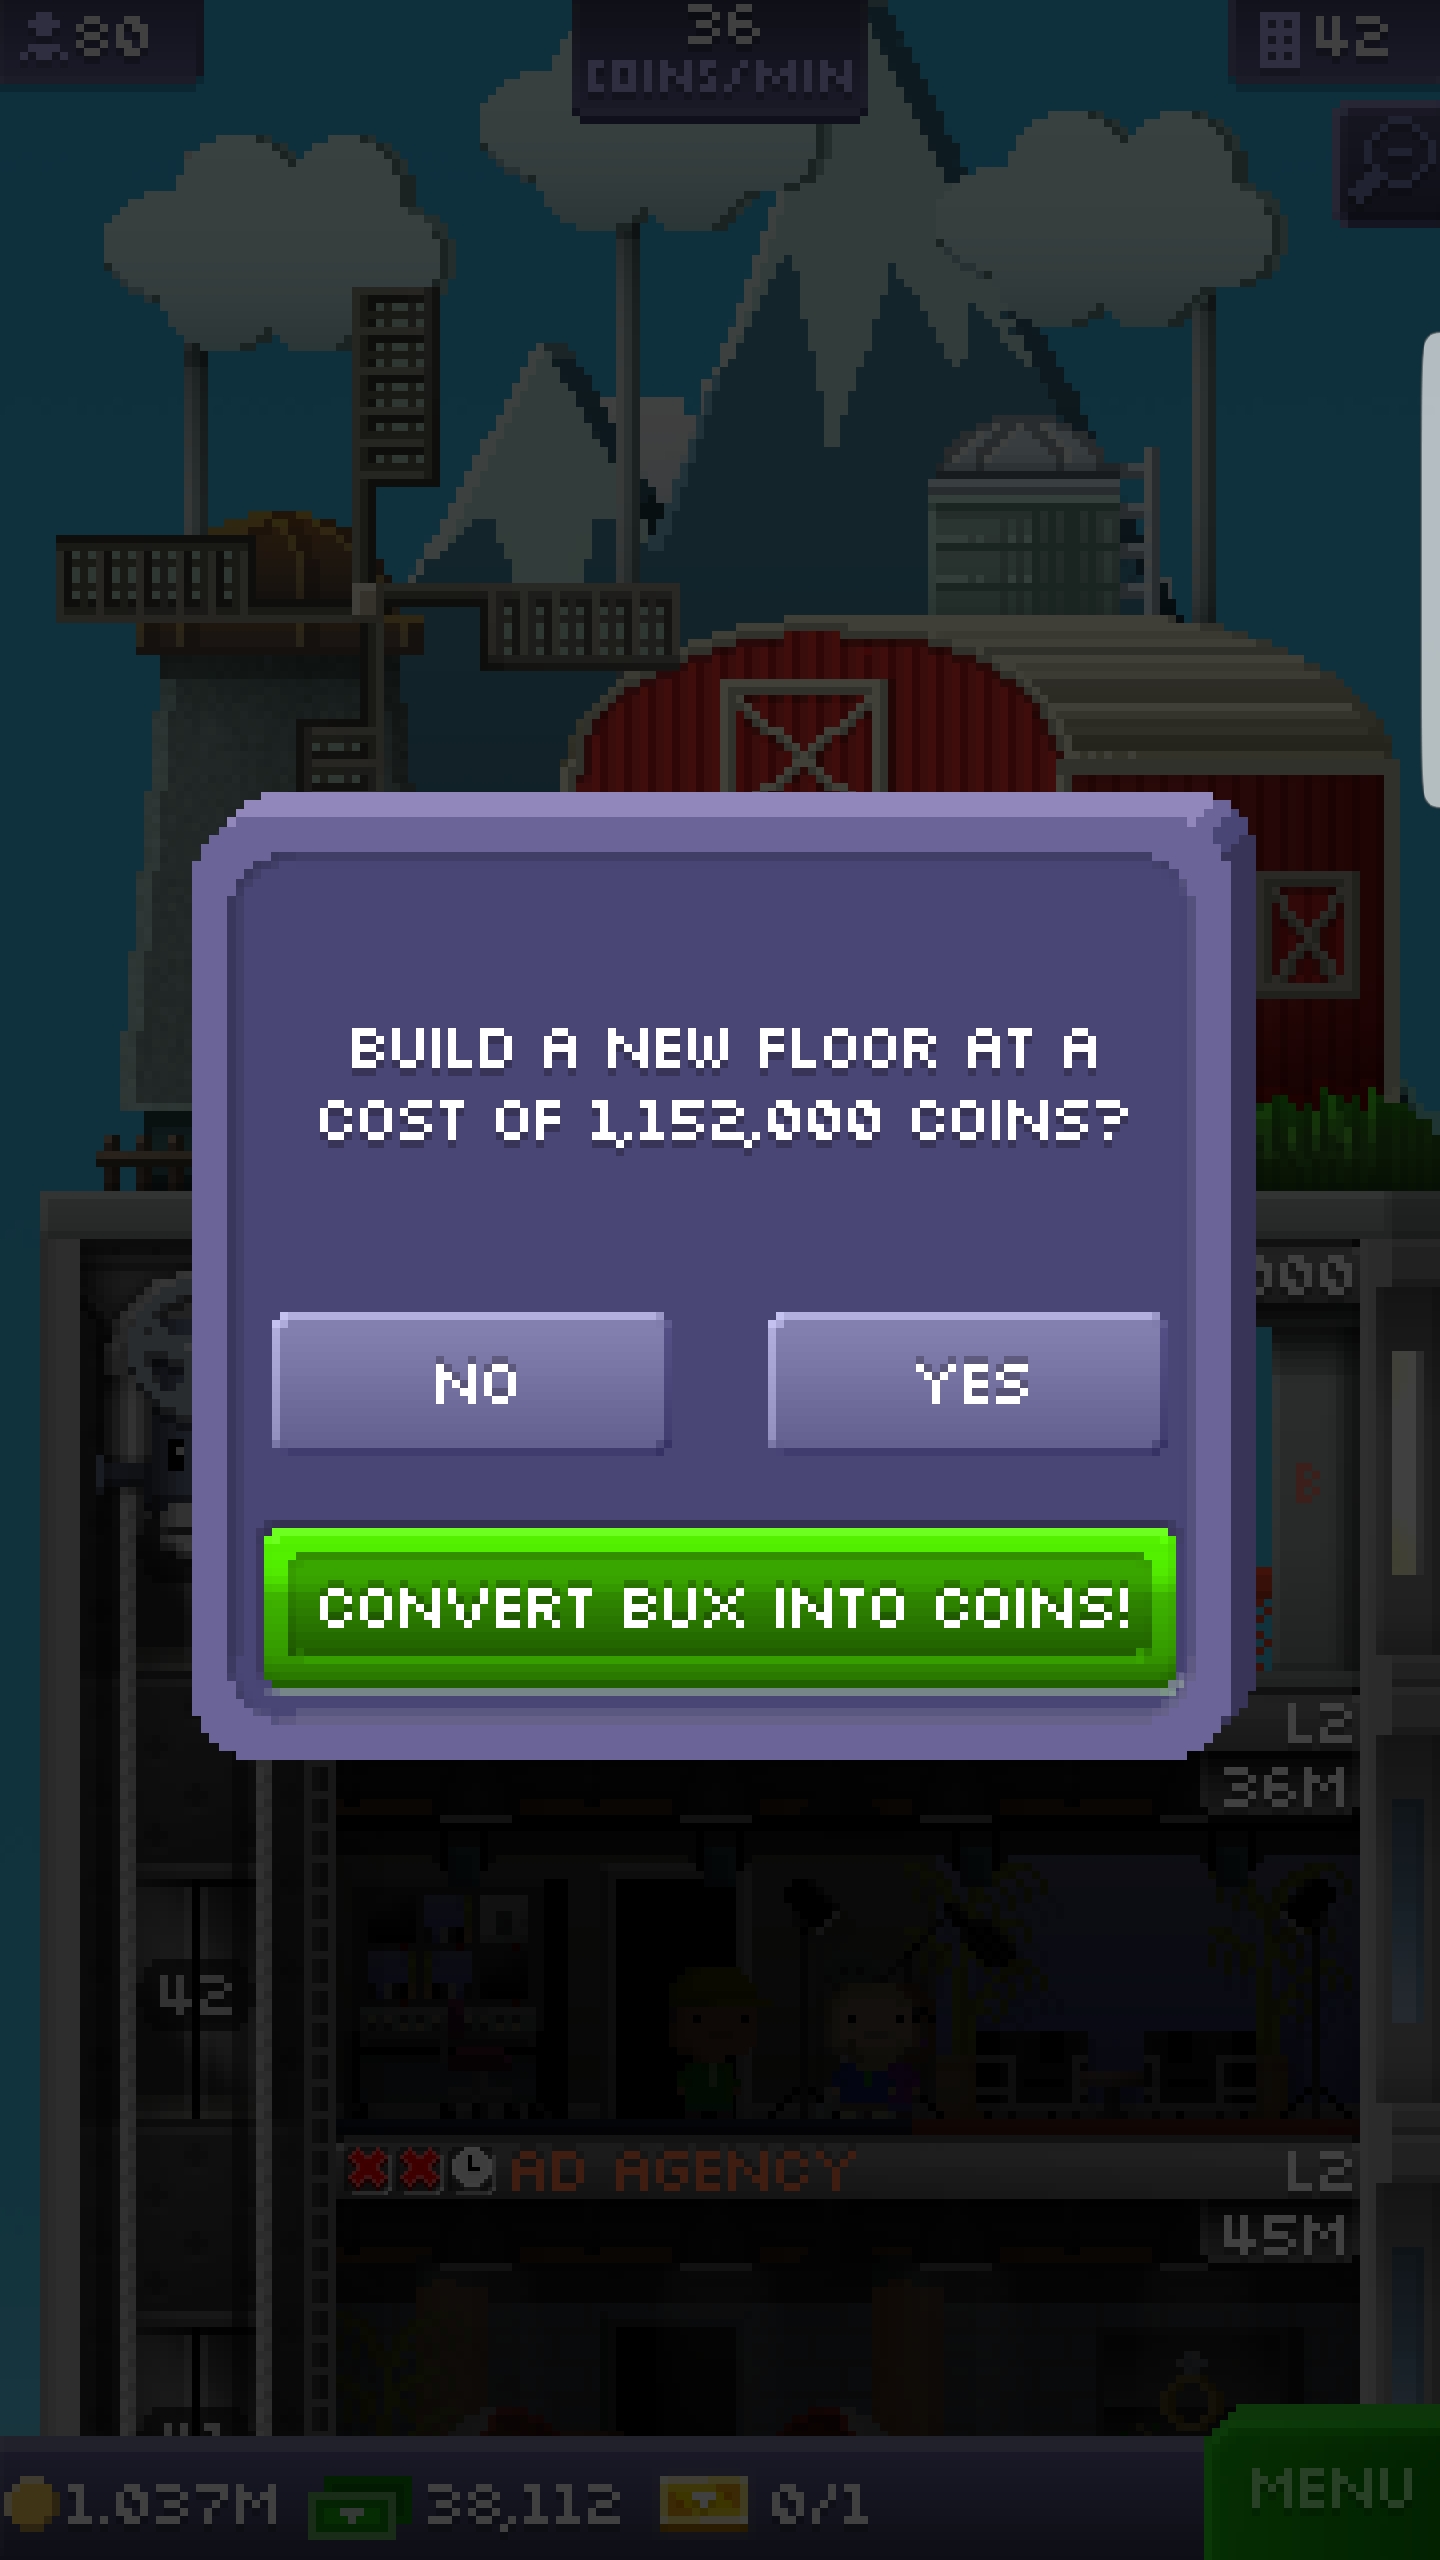 80
36
COINS/MIN
42
BUILD A NEW FLOOR AT A
COST OF 1,152,000 COINS?
NO
YES
CONVERT BUX INTO COINS!
B
L2
36M
42
AD AGENCY
L2
45M
41
1.037M
38,112
0/1
MENU